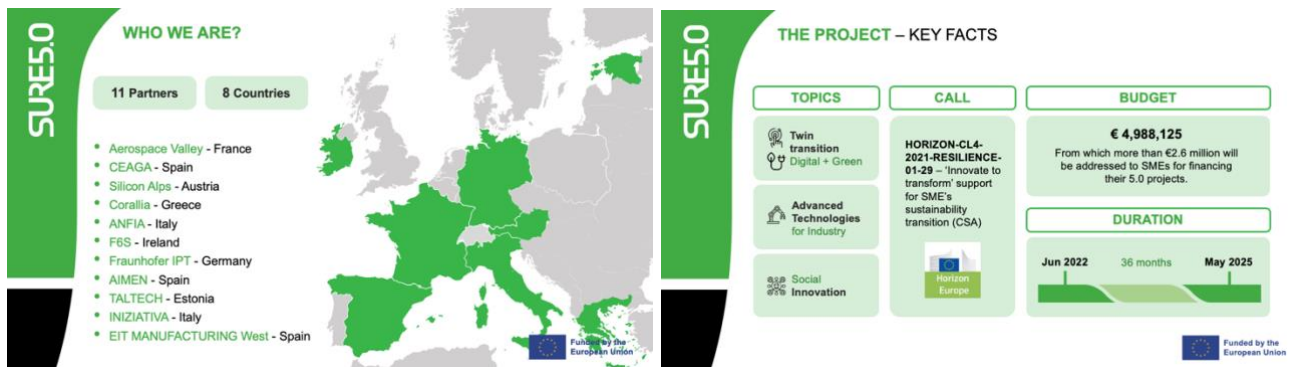 SURE5.0
WHO WE ARE?
11 Partners
8 Countries
• Aerospace Valley - France
• CEAGA - Spain
• Silicon Alps - Austria
• Corallia - Greece
• ANFIA - Italy
• F6S - Ireland
• Fraunhofer IPT - Germany
• AIMEN - Spain
• TALTECH - Estonia
• INIZIATIVA - Italy
• EIT MANUFACTURING West - Spain
Funded by the
European Union
SURE5.0
THE PROJECT – KEY FACTS
TOPICS
Twin
transition
Digital + Green
Advanced
Technologies
for Industry
Social
Innovation
CALL
HORIZON-CL4-
2021-RESILIENCE-
01-29 – ‘Innovate to
transform’ support
for SME's
sustainability
transition (CSA)
Horizon
Europe
BUDGET
€ 4,988,125
From which more than €2.6 million will
be addressed to SMEs for financing
their 5.0 projects.
DURATION
Jun 2022
36 months
May 2025
Funded by the
European Union